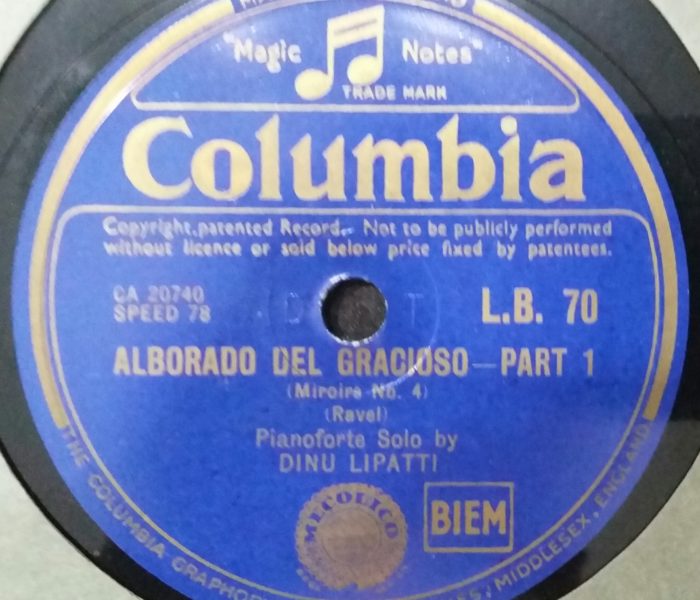 "Magic Notes"
TRADE MARK
Columbia
Copyright, patented Record. Not to be publicly performed
without licence or sold below price fixed by patentees.
CA 20740
SPEED 78
L.B. 70
ALBORADO DEL GRACIOSO—PART 1
(Miroirs No. 4)
(Ravel)
Pianoforte Solo by
DINU LIPATTI
MECOLICO
BIEM
THE COLUMBIA GRAPHOP
MIDDLESEX, ENGLAND